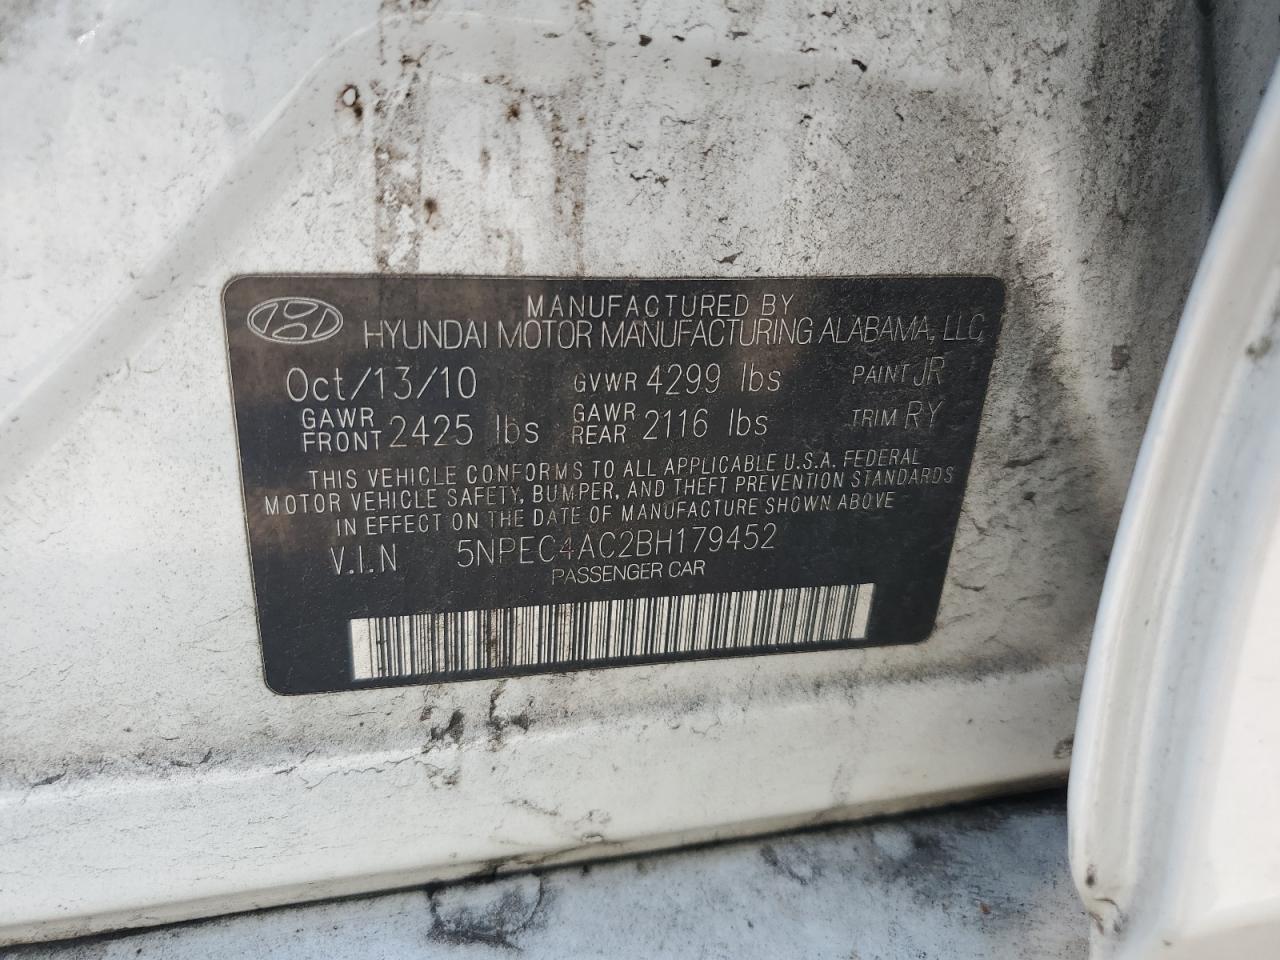 MANUFACTURED BY
HYUNDAI MOTOR MANUFACTURING ALABAMA, LLC
Oct/13/10 GVWR 4299 lbs PAINT JR
GAWR FRONT 2425 lbs GAWR REAR 2116 lbs TRIM RY
THIS VEHICLE CONFORMS TO ALL APPLICABLE U.S.A. FEDERAL
MOTOR VEHICLE SAFETY, BUMPER, AND THEFT PREVENTION STANDARDS
IN EFFECT ON THE DATE OF MANUFACTURE SHOWN ABOVE
V.I.N 5NPEC4AC2BH179452
PASSENGER CAR